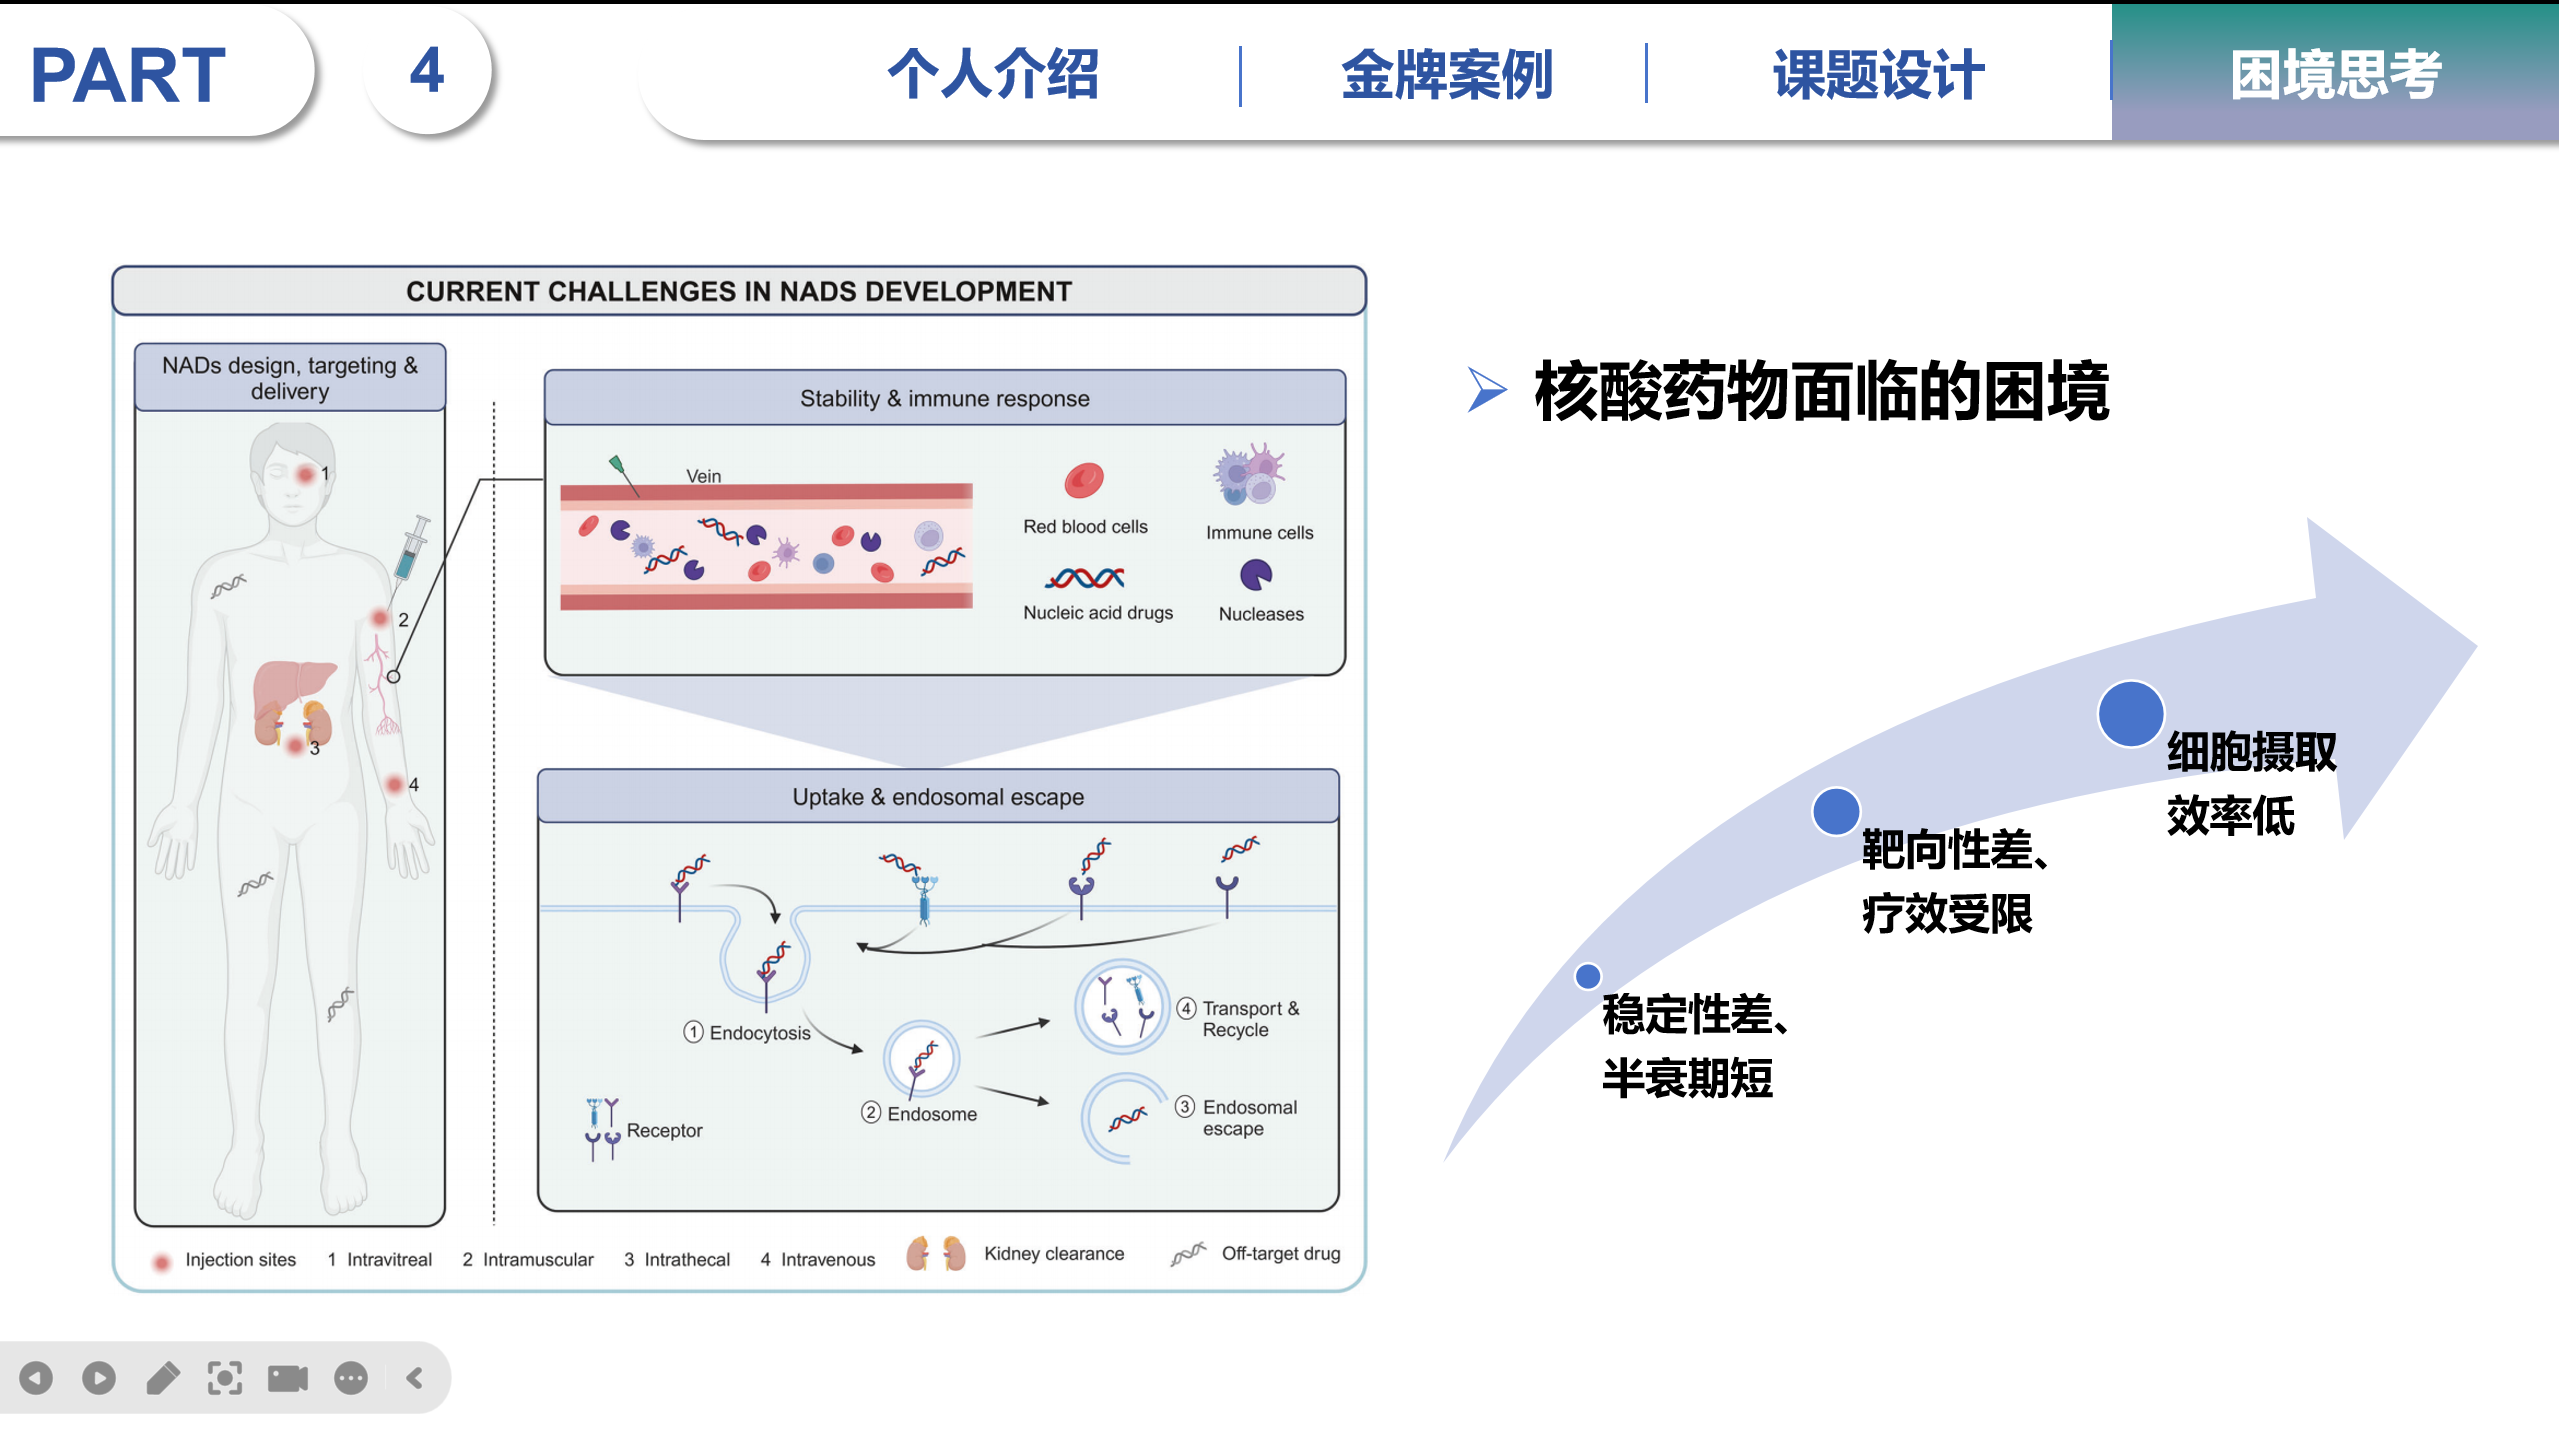 PART
4
个人介绍
金牌案例
课题设计
困境思考
CURRENT CHALLENGES IN NADS DEVELOPMENT
NADs design, targeting &
delivery
1
2
3
4
Stability & immune response
Vein
Red blood cells
Immune cells
Nucleic acid drugs
Nucleases
Uptake & endosomal escape
① Endocytosis
② Endosome
④ Transport &
Recycle
③ Endosomal
escape
Receptor
Injection sites 1 Intravitreal 2 Intramuscular 3 Intrathecal 4 Intravenous Kidney clearance Off-target drug
核酸药物面临的困境
稳定性差、
半衰期短
靶向性差、
疗效受限
细胞摄取
效率低